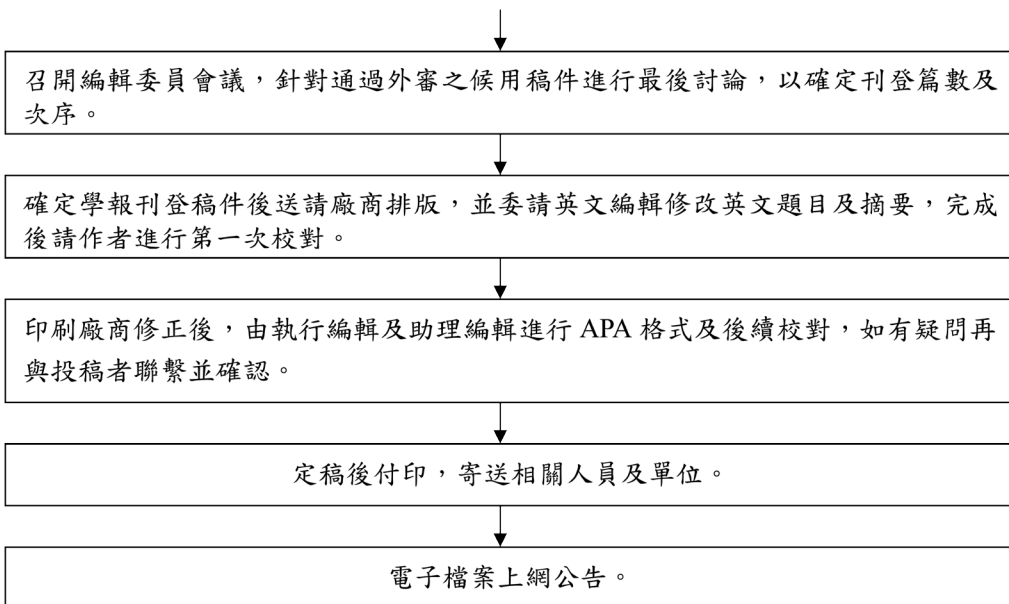 召開編輯委員會議，針對通過外審之候用稿件進行最後討論，以確定刊登篇數及
次序。
確定學報刊登稿件後送請廠商排版，並委請英文編輯修改英文題目及摘要，完成
後請作者進行第一次校對。
印刷廠商修正後，由執行編輯及助理編輯進行 APA 格式及後續校對，如有疑問再
與投稿者聯繫並確認。
定稿後付印，寄送相關人員及單位。
電子檔案上網公告。